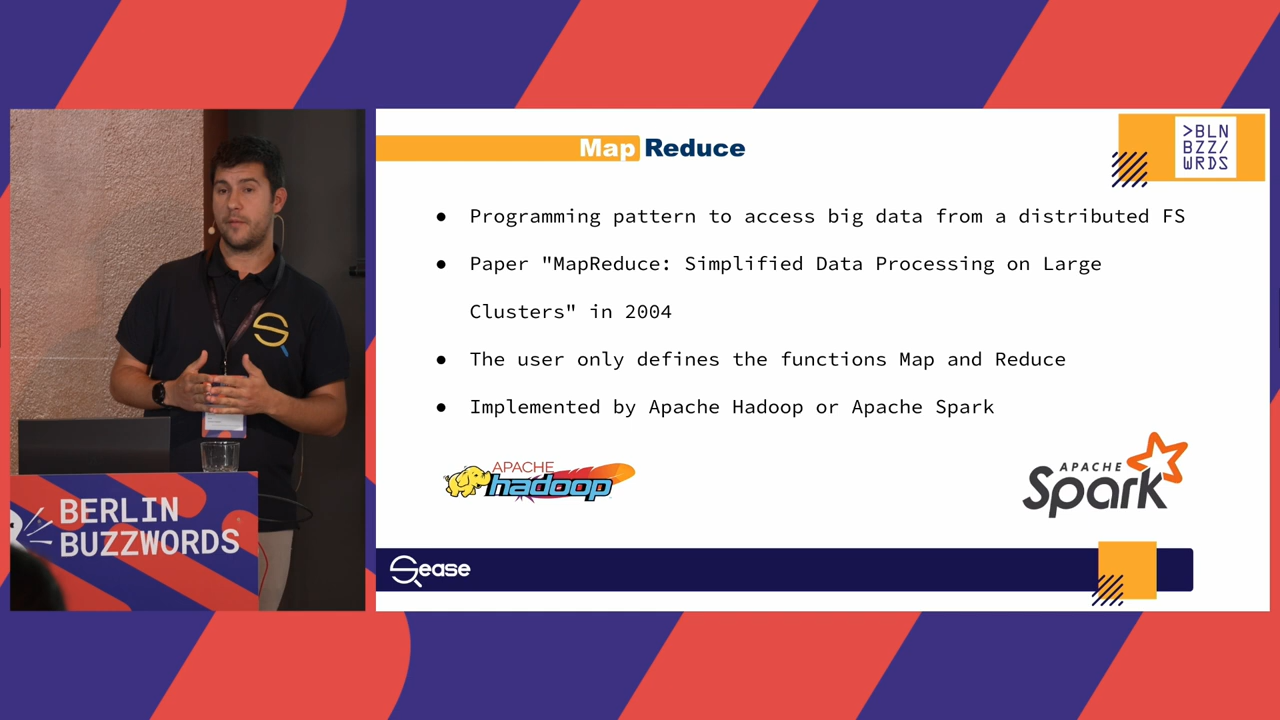 Map Reduce
>BLN
BZZ/
WRDS
● Programming pattern to access big data from a distributed FS
● Paper "MapReduce: Simplified Data Processing on Large
Clusters" in 2004
● The user only defines the functions Map and Reduce
● Implemented by Apache Hadoop or Apache Spark
APACHE
hadoop
APACHE
Spark
Sease
BERLIN
BUZZWORDS